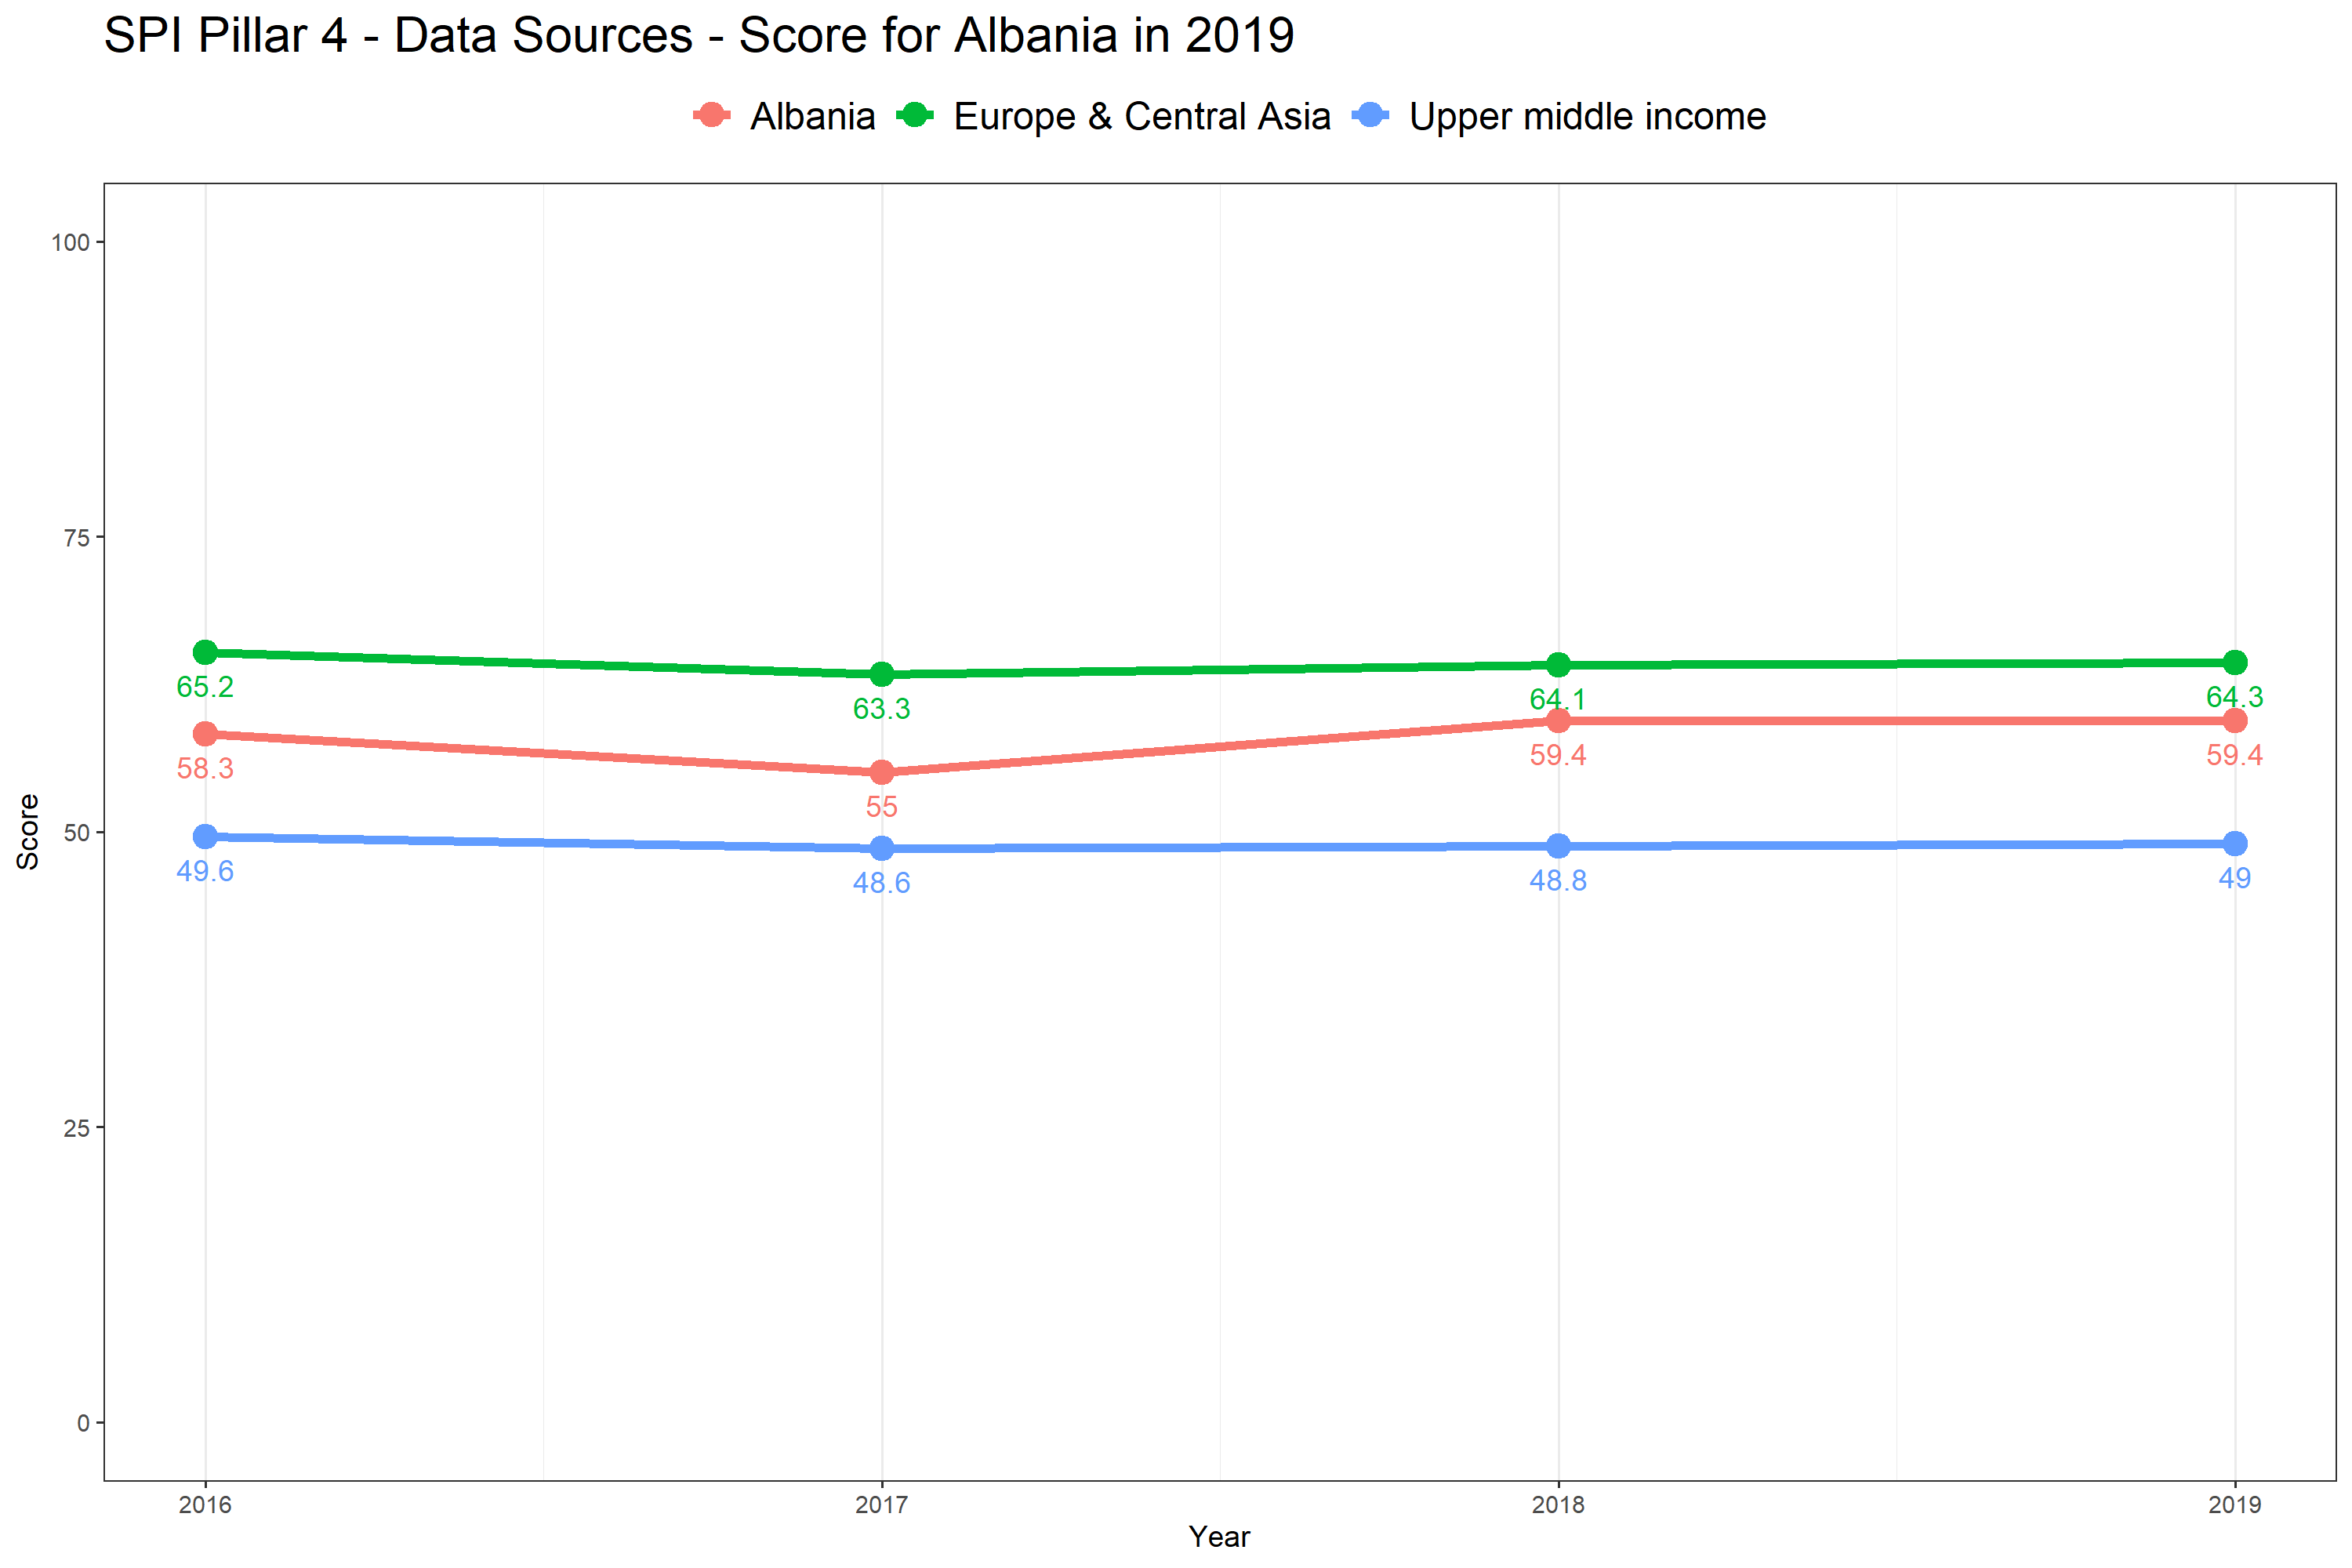 SPI Pillar 4 - Data Sources - Score for Albania in 2019
Albania Europe & Central Asia Upper middle income
100
75
50
25
0
Score
65.2 63.3 64.1 64.3
58.3 55 59.4 59.4
49.6 48.6 48.8 49
2016 2017 2018 2019
Year